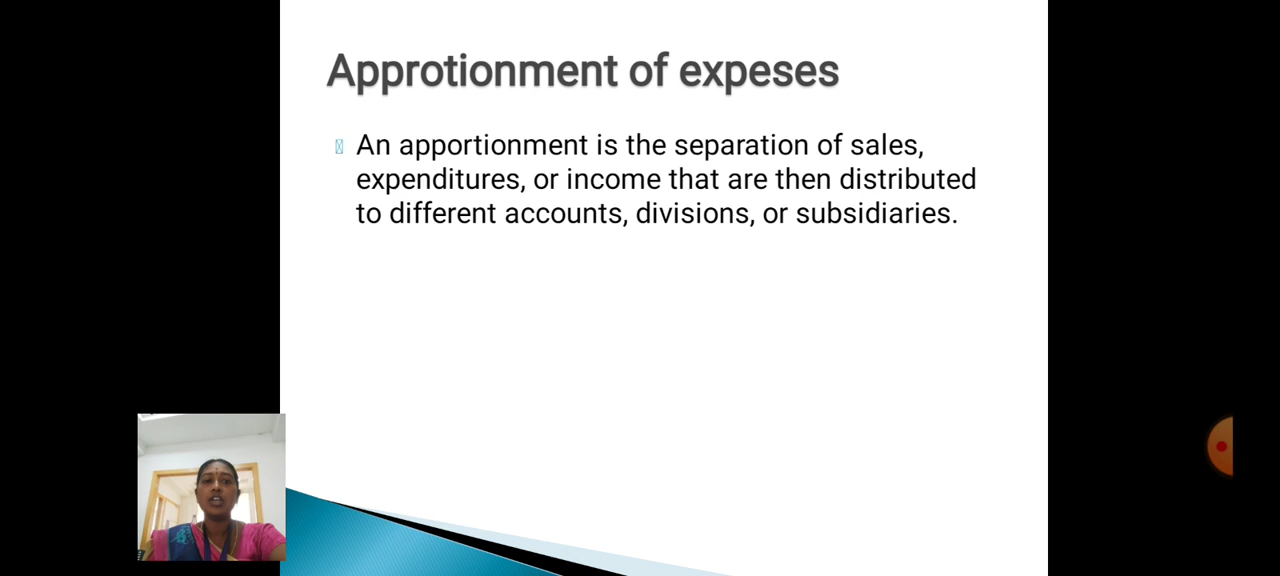 Approtionment of expeses
An apportionment is the separation of sales,
expenditures, or income that are then distributed
to different accounts, divisions, or subsidiaries.